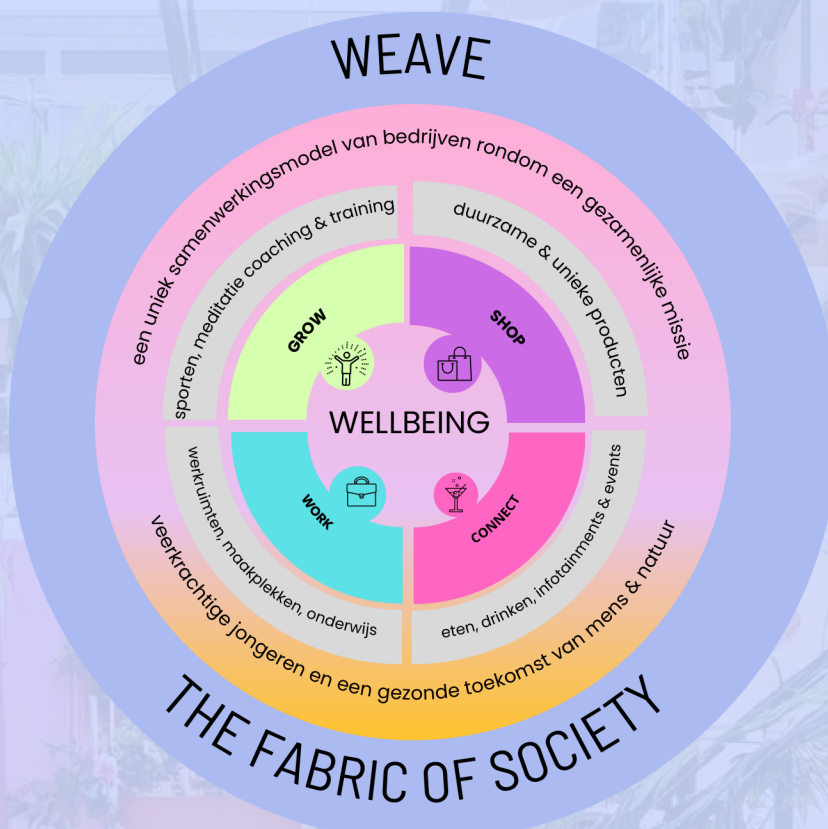 WEAVE
een uniek samenwerkingsmodel van bedrijven rondom een gezamenlijke missie
sporten, meditatie coaching & training
duurzame & unieke producten
GROW
SHOP
WELLBEING
WORK
CONNECT
werkruimten, maakplekken, onderwijs
eten, drinken, infotainments & events
veerkrachtige jongeren en een gezonde toekomst van mens & natuur
THE FABRIC OF SOCIETY